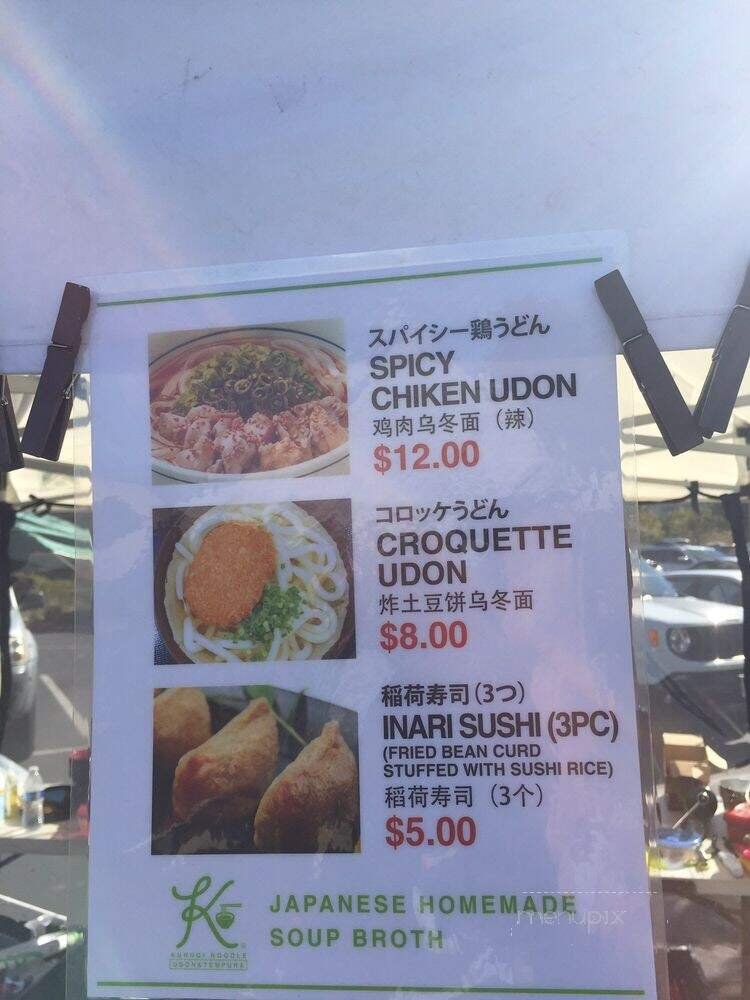 スパイシー鶏うどん
SPICY
CHIKEN UDON
鸡肉乌冬面（辣）
$12.00
コロッケうどん
CROQUETTE
UDON
炸土豆饼乌冬面
$8.00
稲荷寿司（3つ）
INARI SUSHI (3PC)
(FRIED BEAN CURD
STUFFED WITH SUSHI RICE)
稻荷寿司（3个）
$5.00
K
UDON&TEMPURA
JAPANESE HOMEMADE
SOUP BROTH
menupix